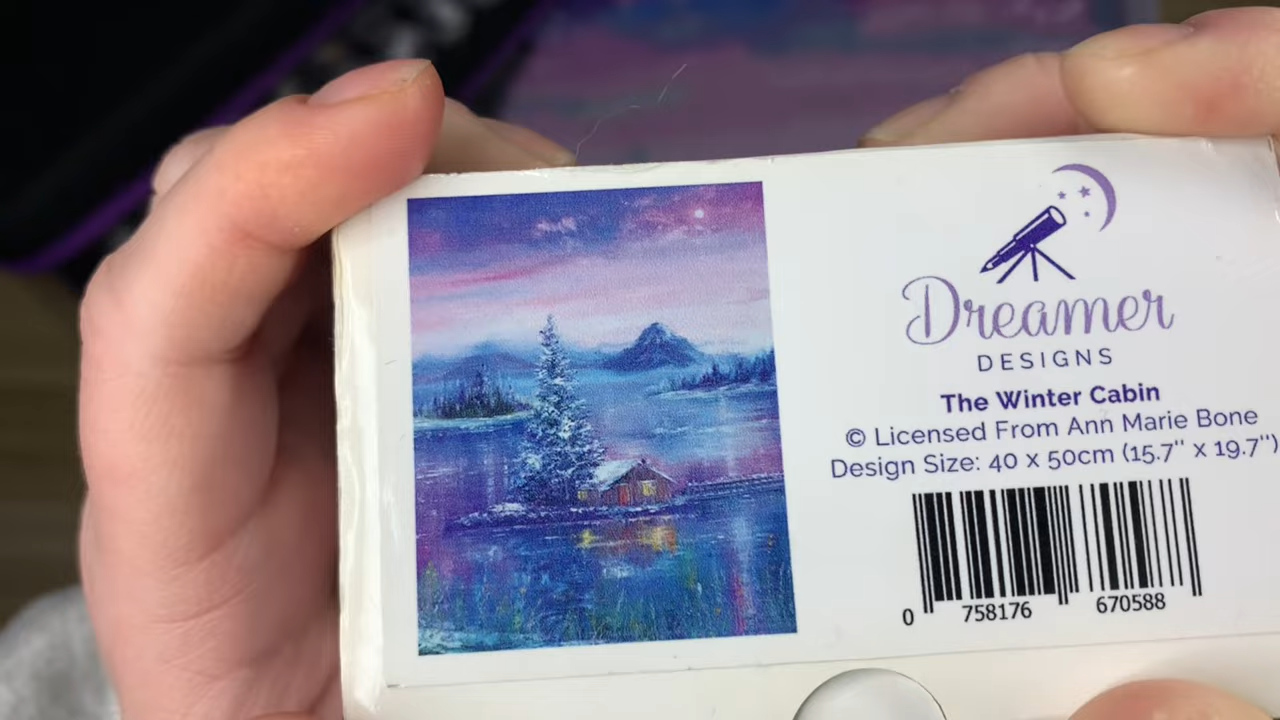 Dreamer
DESIGNS
The Winter Cabin
© Licensed From Ann Marie Bone
Design Size: 40 x 50cm (15.7" x 19.7")
0 758176 670588